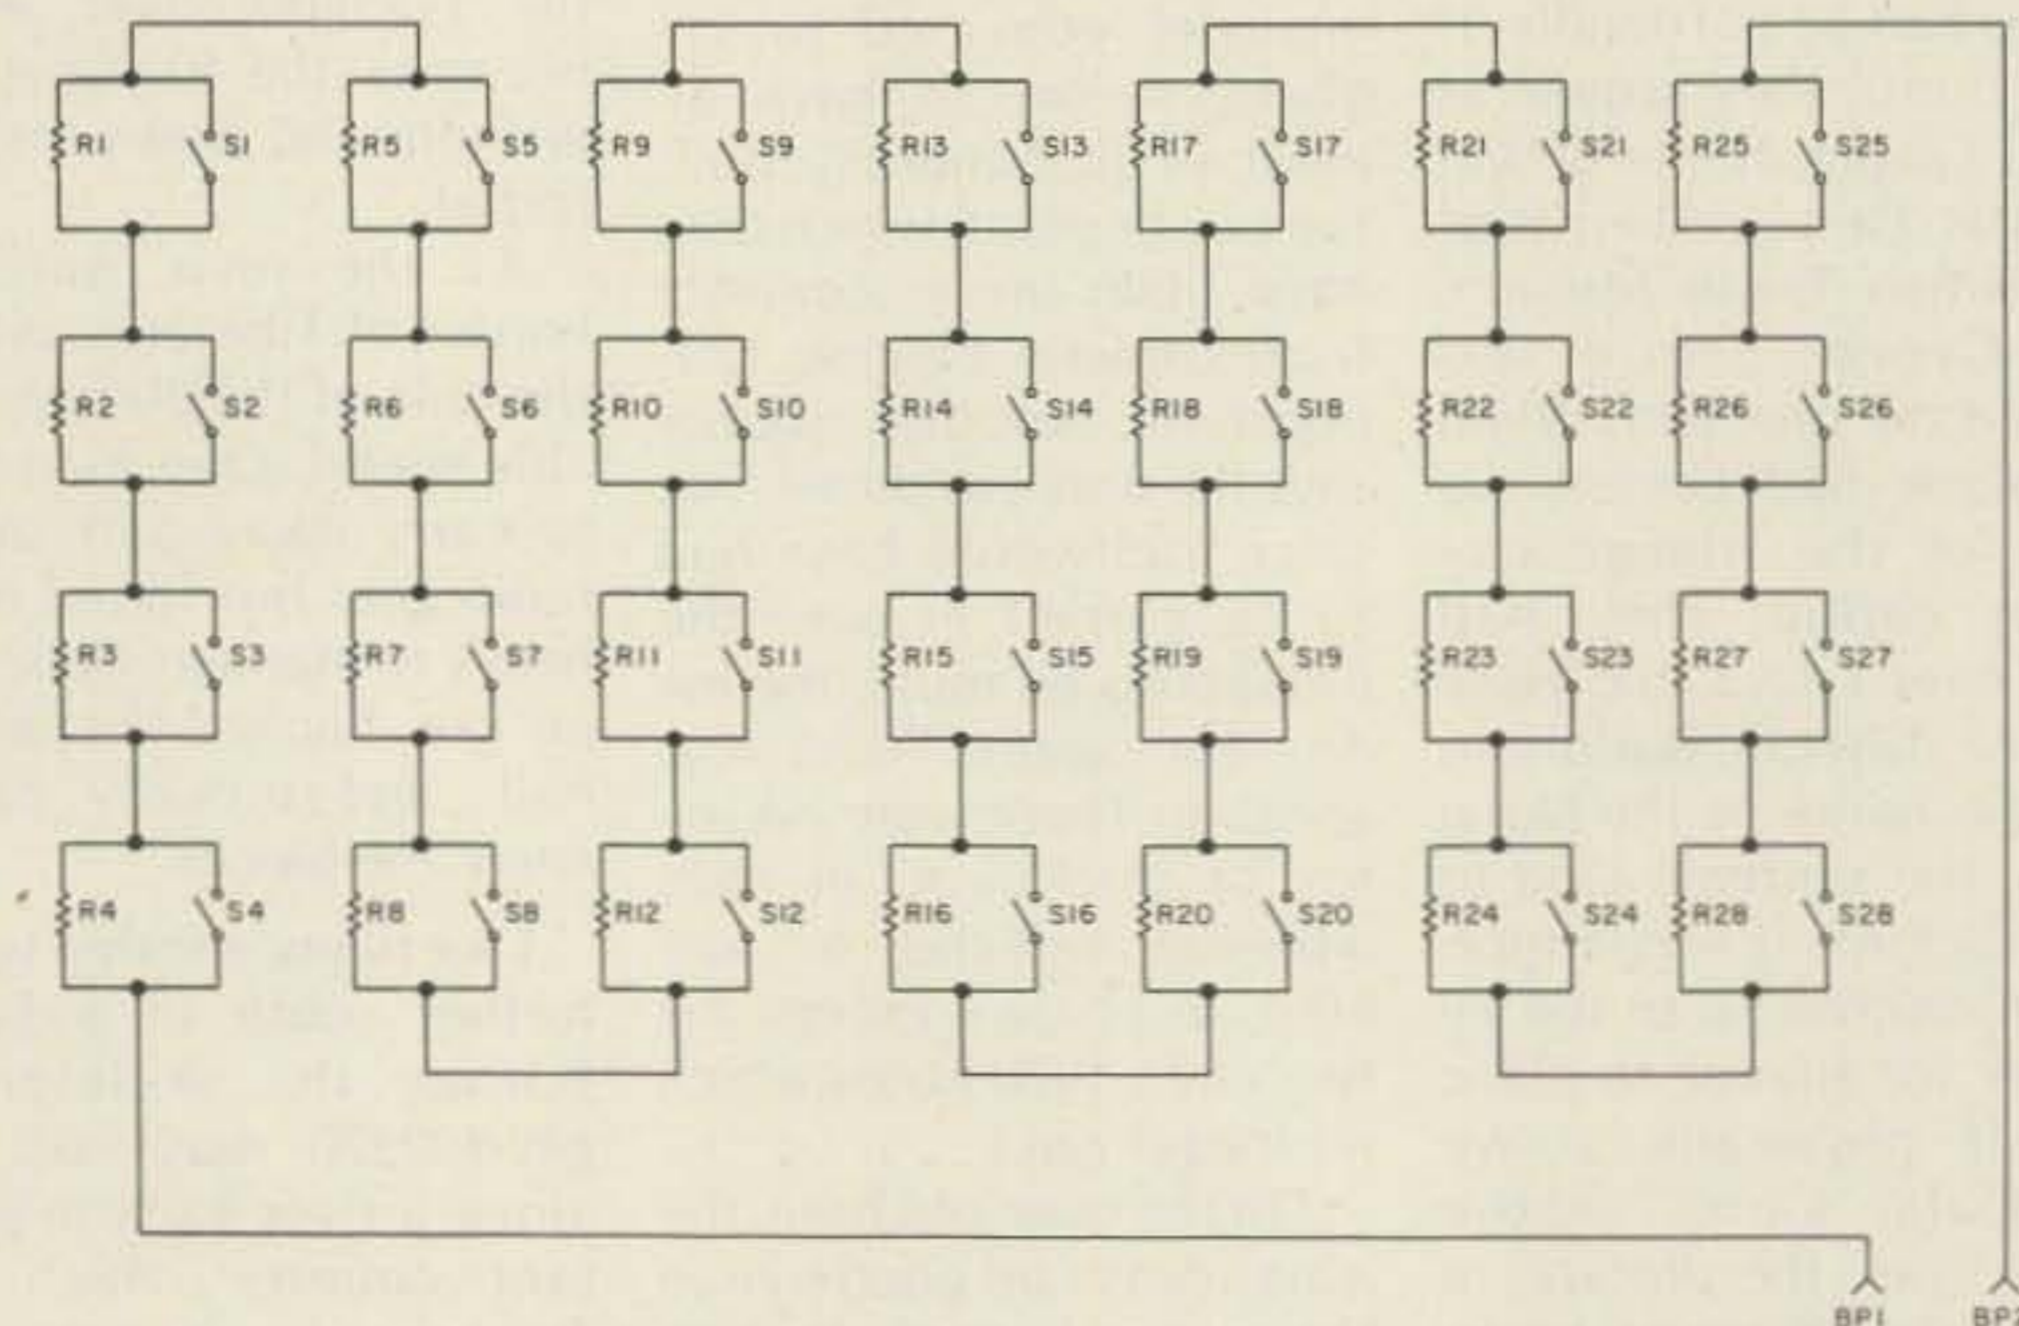 R1 S1 R5 S5 R9 S9 R13 S13 R17 S17 R21 S21 R25 S25
R2 S2 R6 S6 R10 S10 R14 S14 R18 S18 R22 S22 R26 S26
R3 S3 R7 S7 R11 S11 R15 S15 R19 S19 R23 S23 R27 S27
R4 S4 R8 S8 R12 S12 R16 S16 R20 S20 R24 S24 R28 S28
BP1 BP2